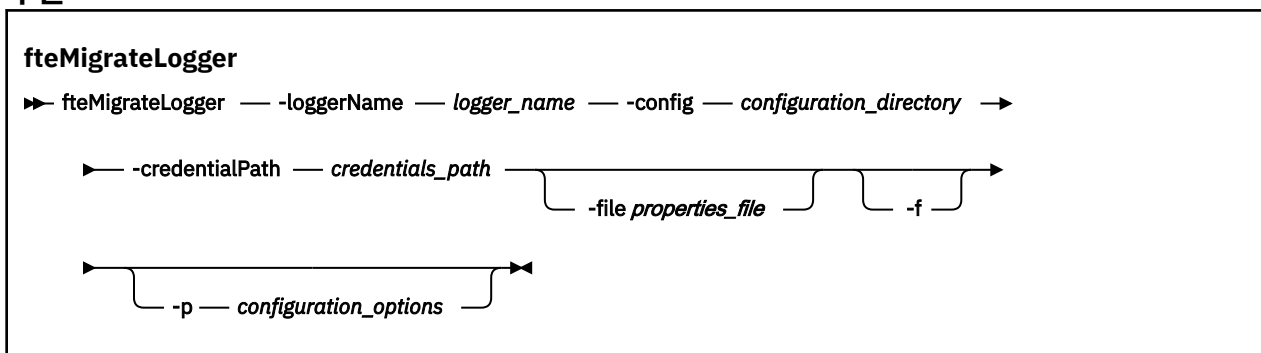 fteMigrateLogger
fteMigrateLogger -loggerName logger_name -config configuration_directory
-credentialPath credentials_path
-file properties_file -f
-p configuration_options